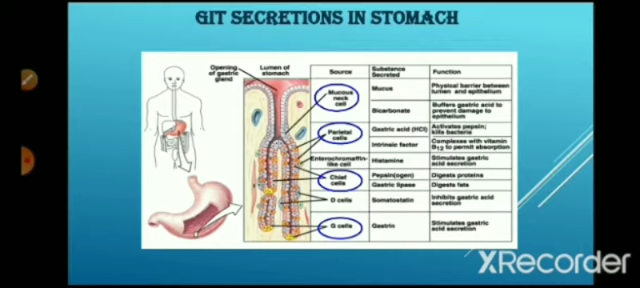 GIT SECRETIONS IN STOMACH
Opening of gastric gland
Lumen of stomach
Source
Substance Secreted
Function
Mucous neck cell
Mucus
Physical barrier between lumen and epithelium
Bicarbonate
Buffers gastric acid to prevent damage to epithelium
Parietal cells
Gastric acid (HCl)
Activates pepsin; kills bacteria
Intrinsic factor
Complexes with vitamin B12 to permit absorption
Enterochromaffin-like cell
Histamine
Stimulates gastric acid secretion
Chief cells
Pepsin(ogen)
Digests proteins
Gastric lipase
Digests fats
D cells
Somatostatin
Inhibits gastric acid secretion
G cells
Gastrin
Stimulates gastric acid secretion
XRecorder